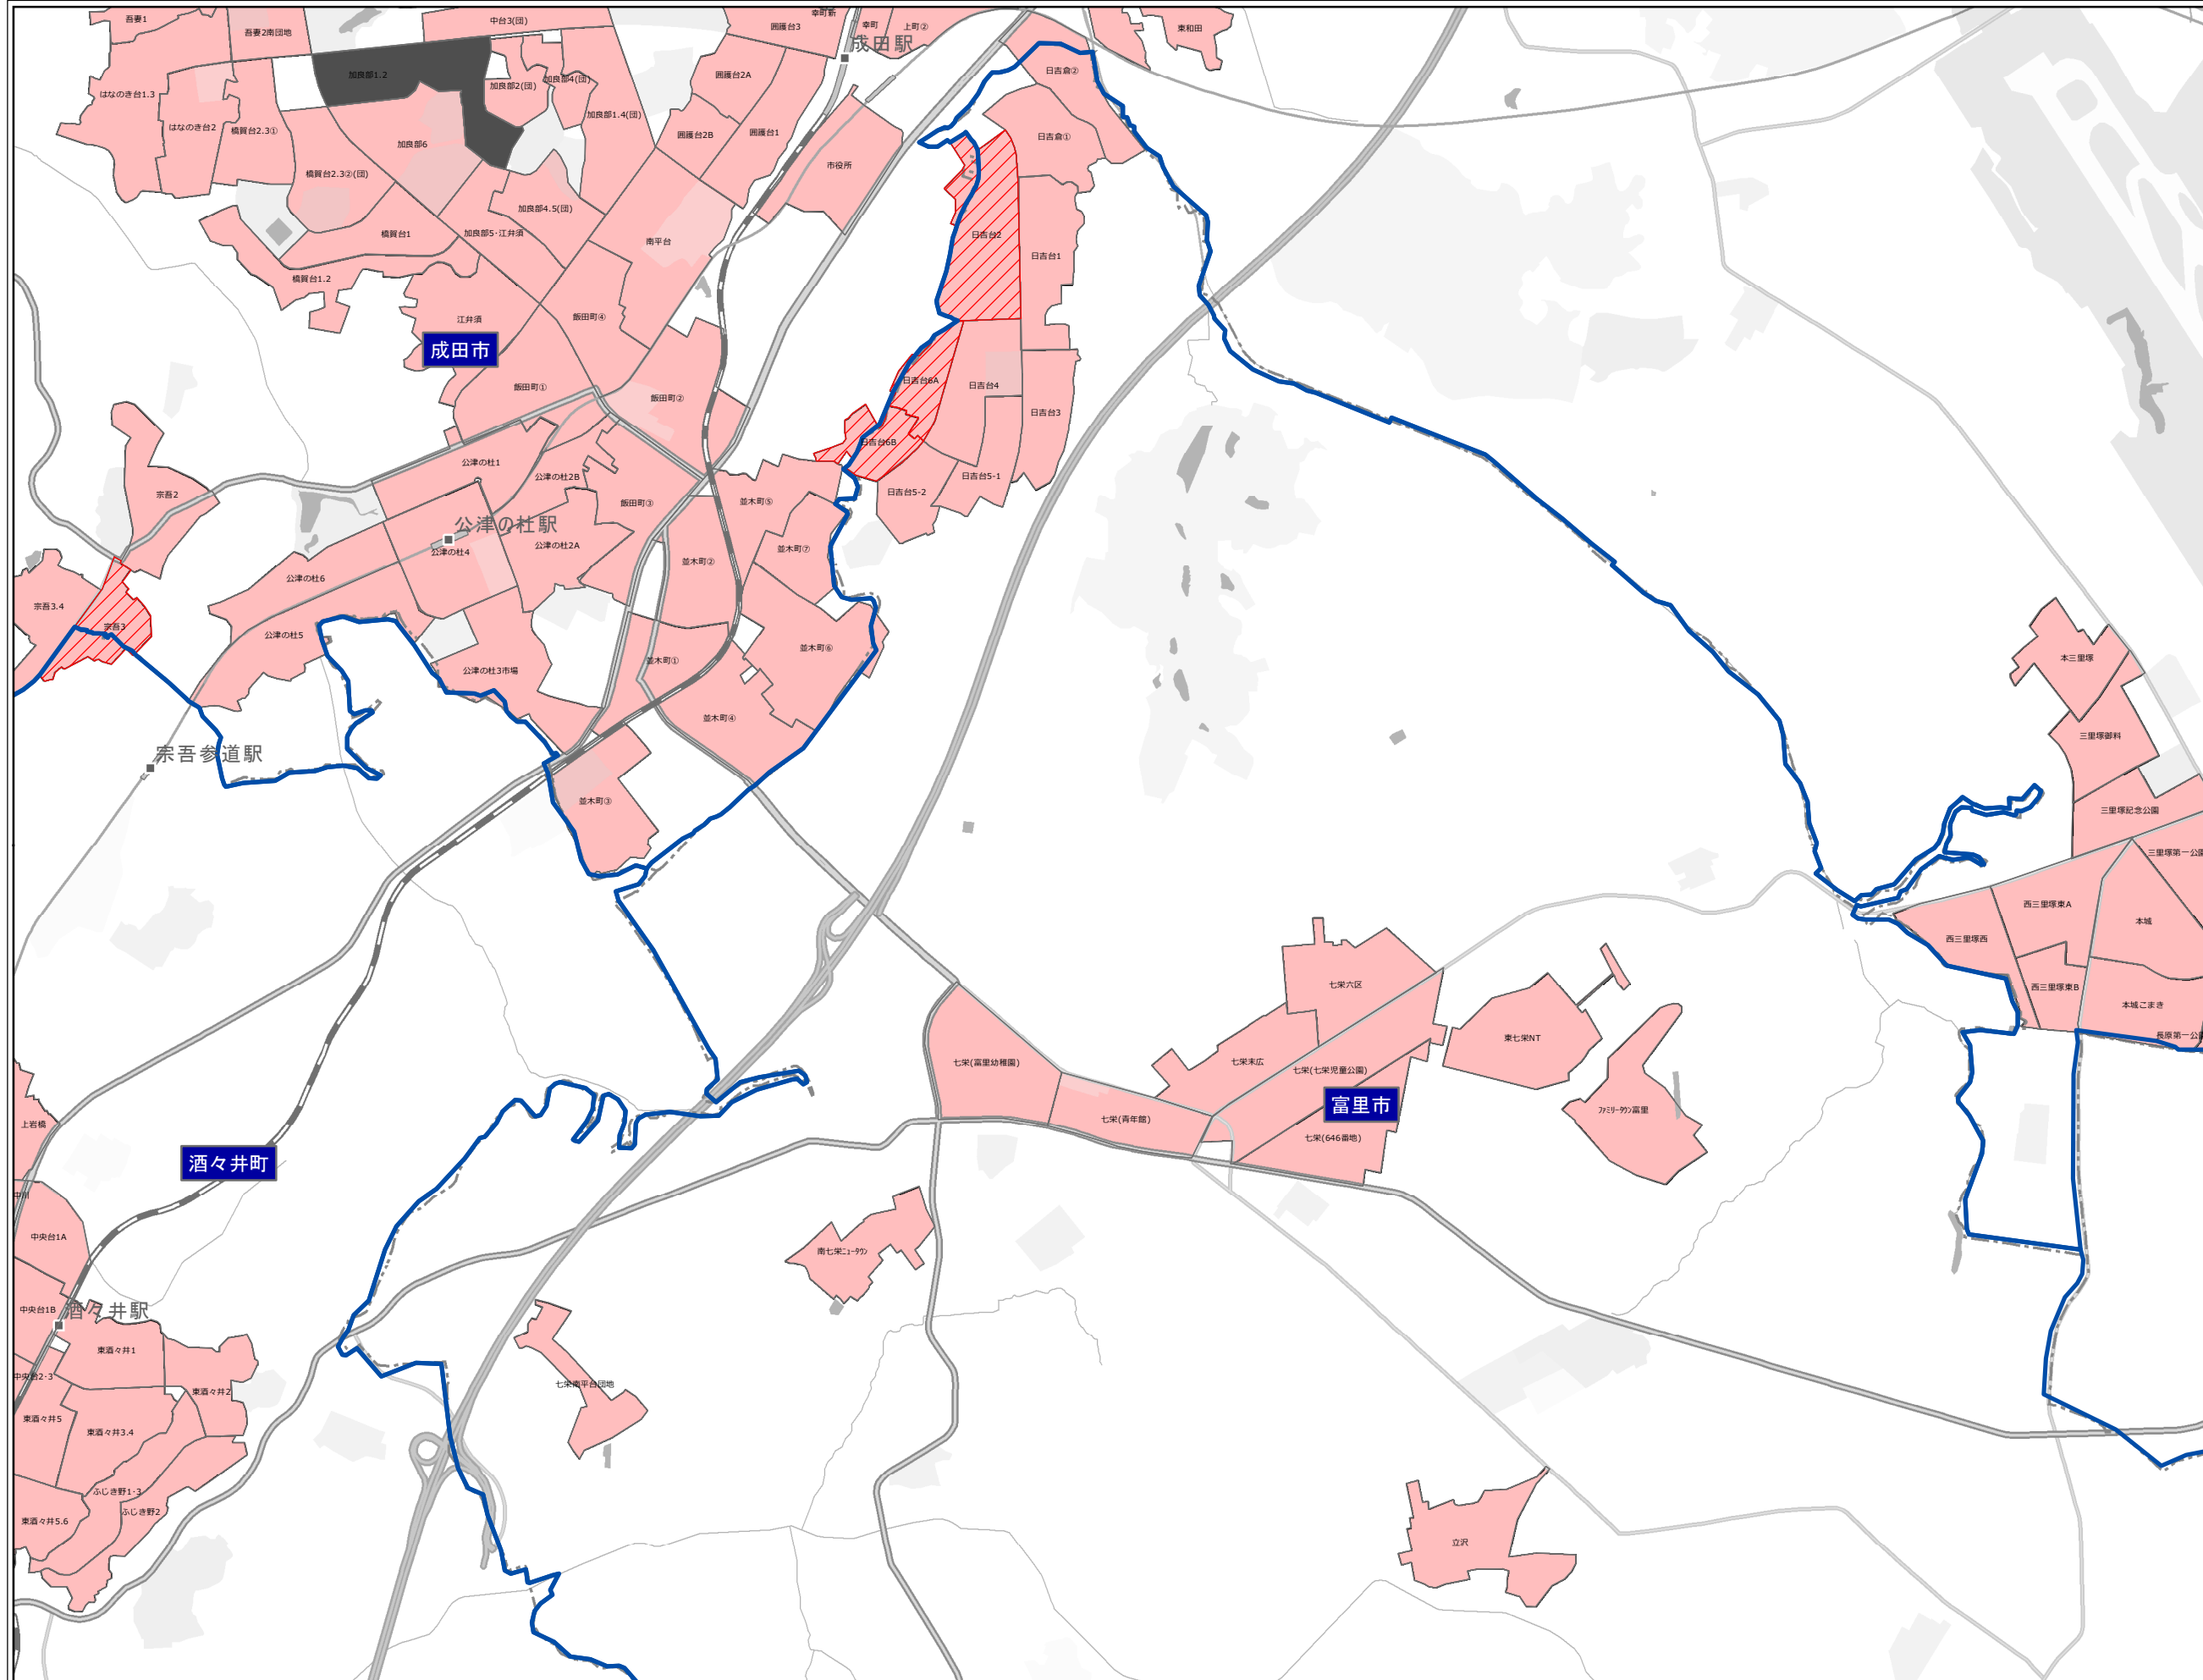 吾妻1
吾妻2南団地
中台3(団)
囲護台3
幸町
上町②
東和田
成田駅
加良部1.2
加良部2(団)
加良部4(団)
囲護台2A
日吉倉②
はなのき台1.3
はなのき台2
橋賀台2.3①
加良部1.4(団)
囲護台2B
囲護台1
日吉倉①
加良部6
市役所
橋賀台2.3②(団)
加良部4.5(団)
橋賀台1
加良部5・江弁須
南平台
日吉台2
日吉台1
橋賀台1.2
江弁須
飯田町④
成田市
飯田町①
飯田町②
日吉台6A
日吉台4
日吉台3
日吉台6B
公津の杜1
公津の杜2B
宗吾2
飯田町③
並木町⑤
日吉台5-2
日吉台5-1
公津の杜駅
公津の杜4
公津の杜2A
並木町⑦
並木町②
公津の杜6
宗吾3.4
宗吾3
公津の杜5
公津の杜3市場
並木町①
並木町⑥
本三里塚
並木町④
三里塚御料
宗吾参道駅
並木町③
三里塚記念公園
三里塚第一公園
西三里塚東A
本城
西三里塚西
七栄六区
西三里塚東B
本城こまき
東七栄NT
長原第一公園
七栄(富里幼稚園)
七栄末広
七栄(七栄児童公園)
富里市
ﾌｧﾐﾘｰﾀｳﾝ富里
上岩橋
七栄(青年館)
七栄(646番地)
酒々井町
中川
中央台1A
南七栄ﾆｭｰﾀｳﾝ
中央台1B
酒々井駅
東酒々井1
中央台2・3
東酒々井2
七栄南平台団地
東酒々井5
東酒々井3.4
ふじき野1・3
ふじき野2
東酒々井5.6
立沢